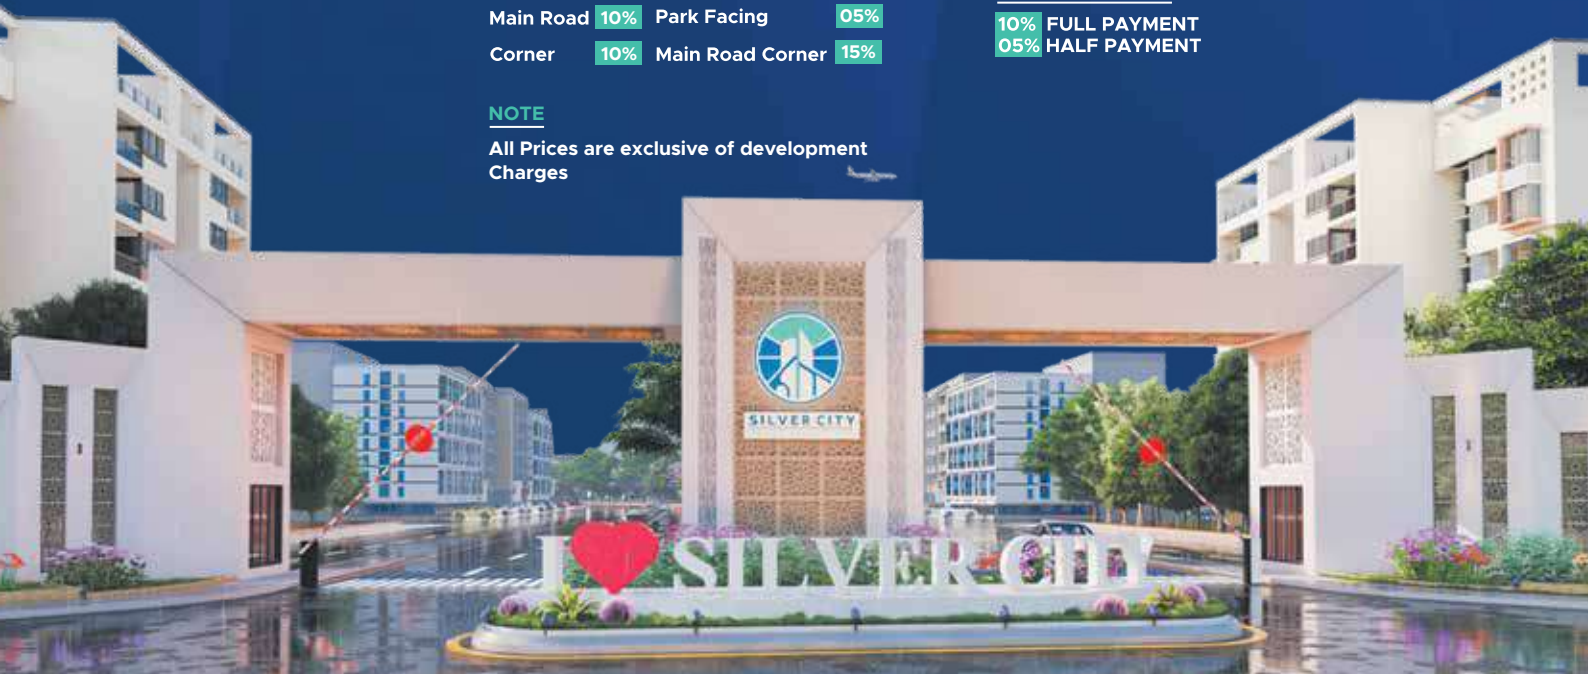 Main Road 10% Park Facing 05%
Corner 10% Main Road Corner 15%
10% FULL PAYMENT
05% HALF PAYMENT
NOTE
All Prices are exclusive of development
Charges
SILVER CITY
I SILVER CITY